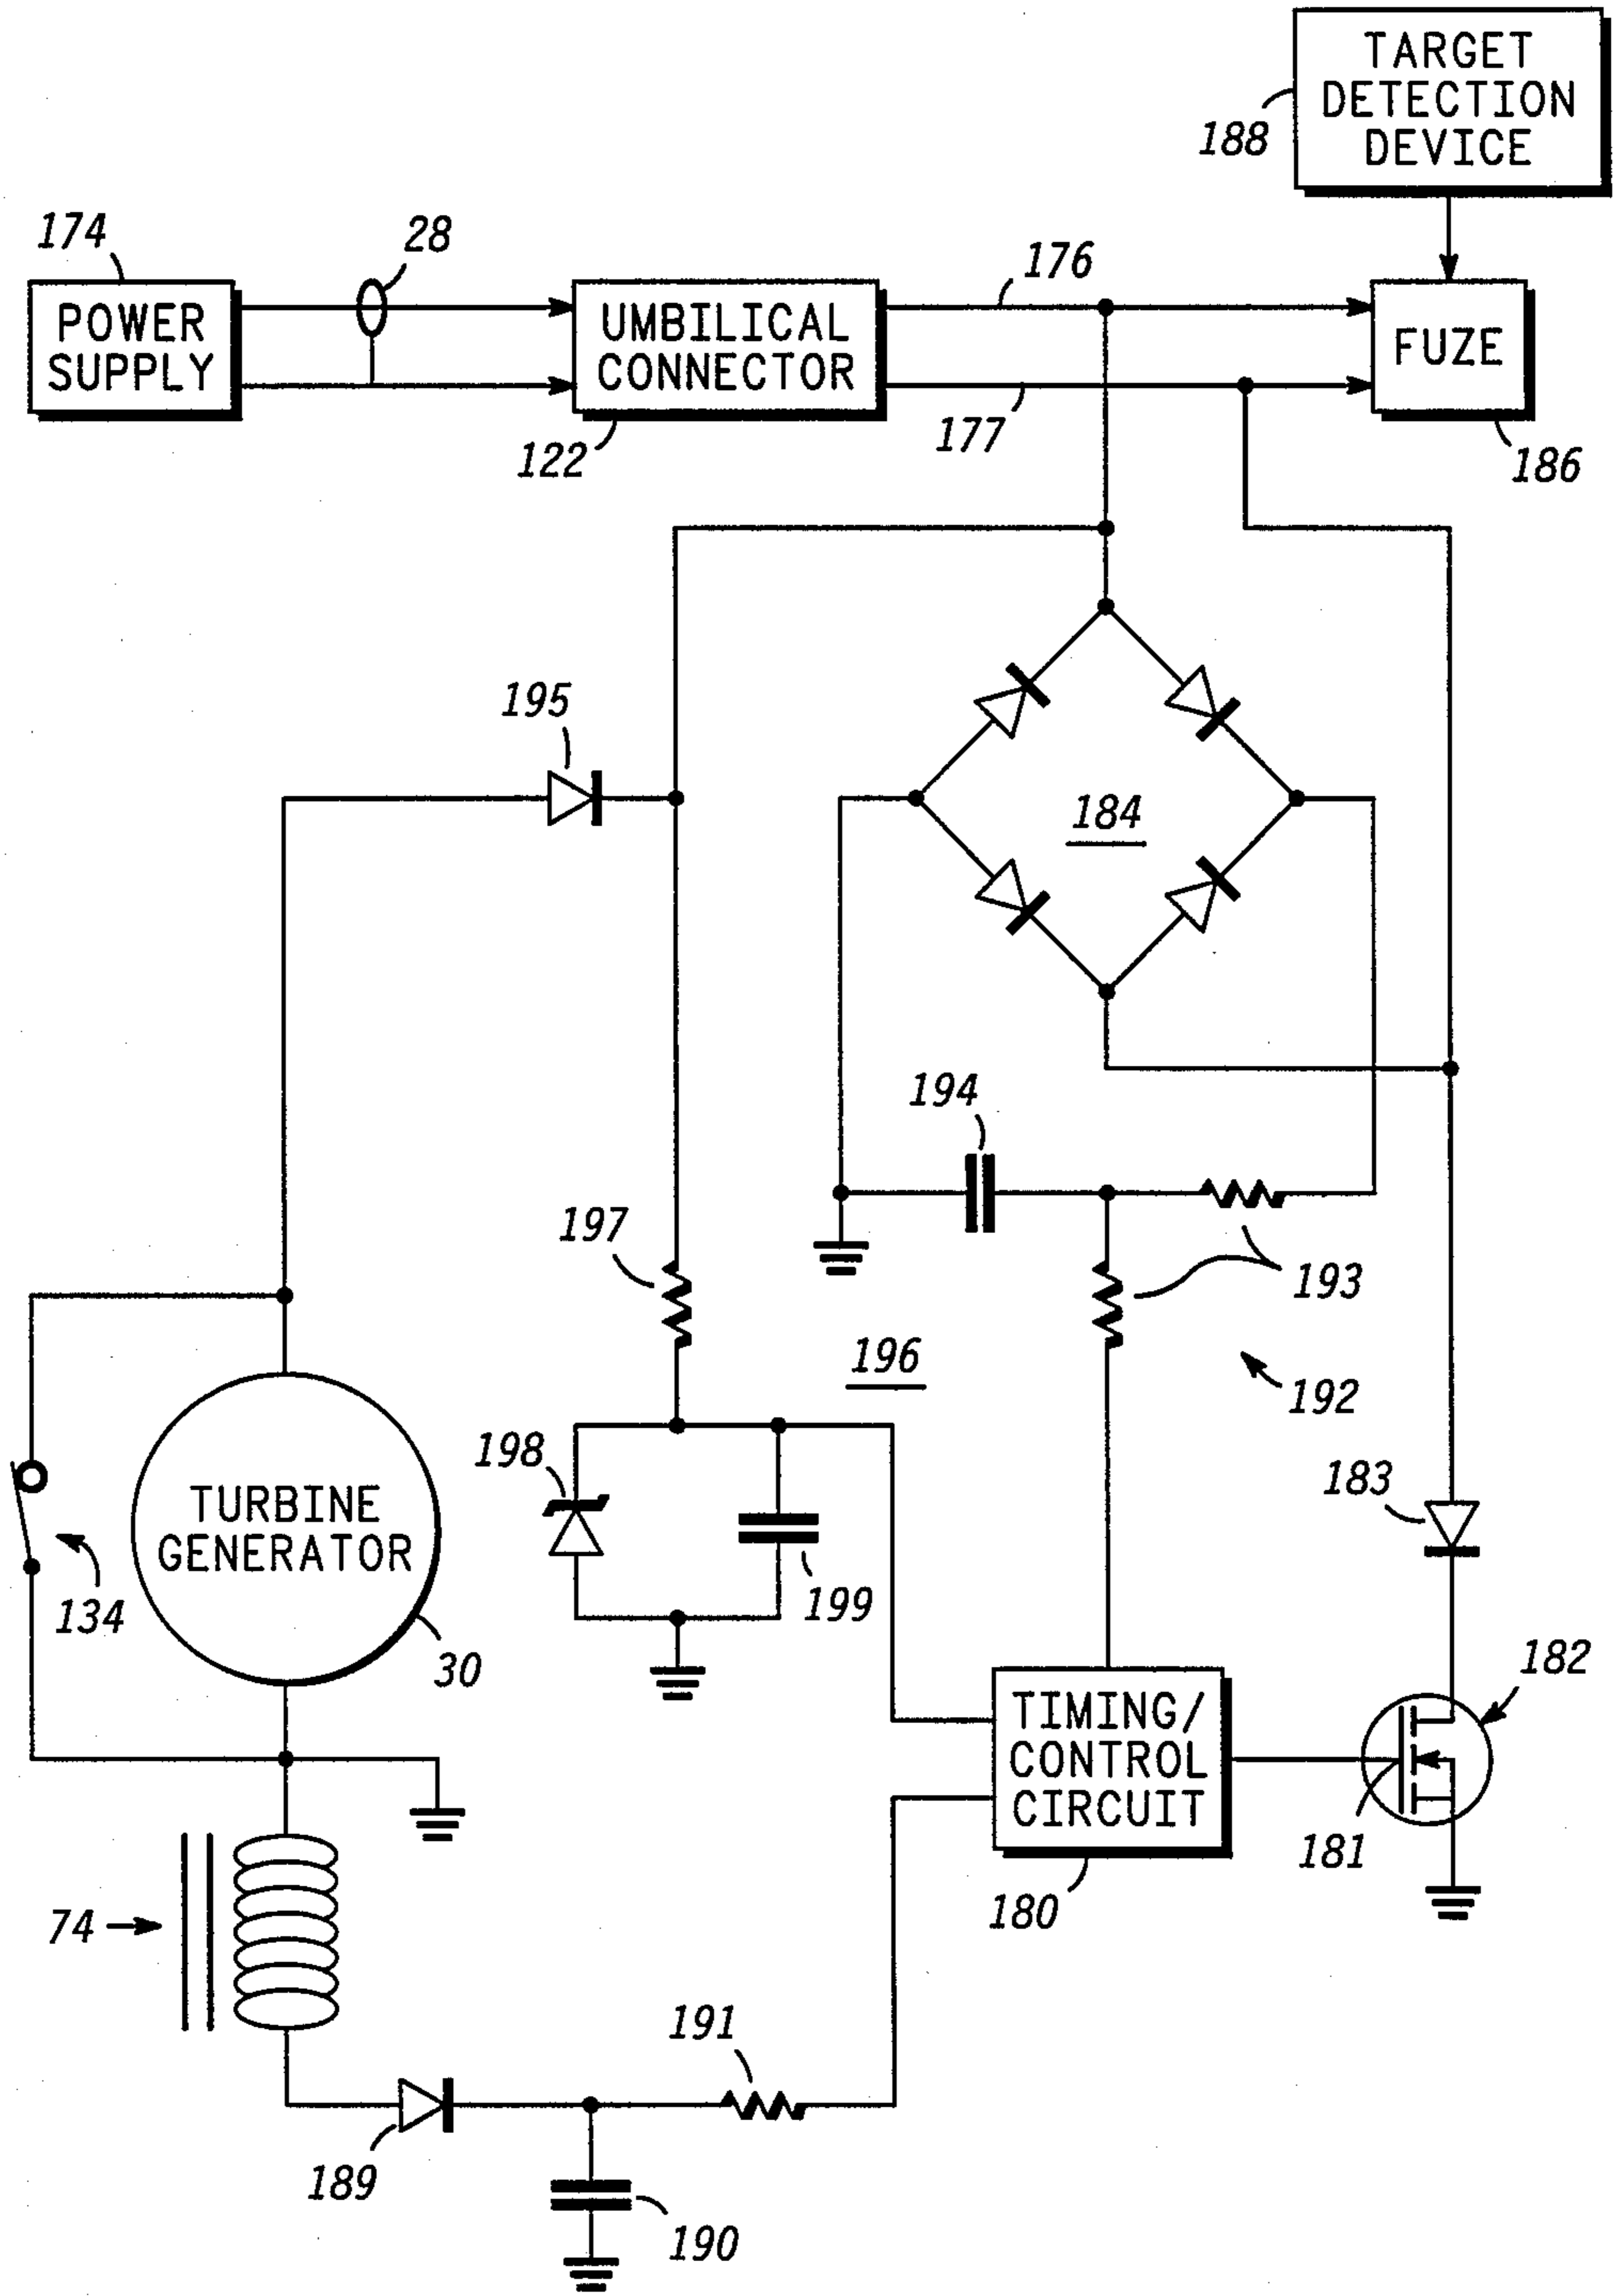 TARGET
DETECTION
DEVICE
188
174
28
176
POWER
SUPPLY
UMBILICAL
CONNECTOR
FUZE
122
177
186
195
184
194
197
193
196
192
198
183
TURBINE
GENERATOR
199
134
30
182
TIMING/
CONTROL
CIRCUIT
181
180
74
191
189
190